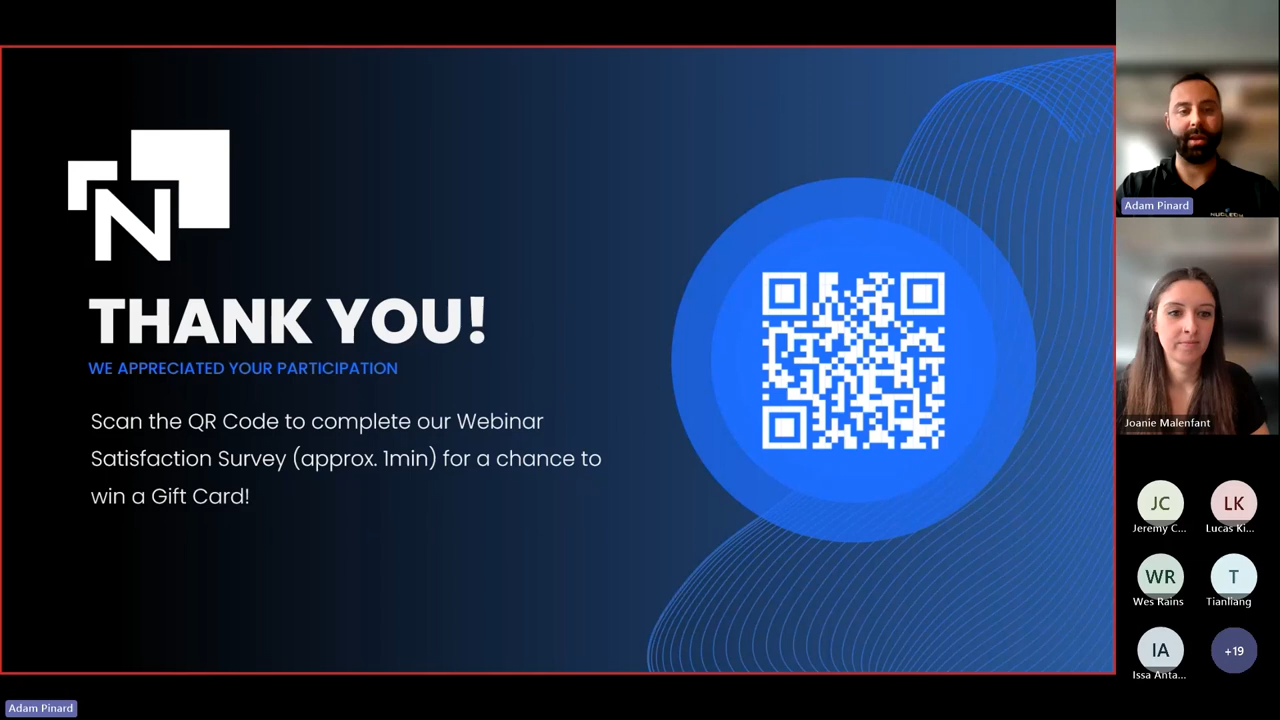 N
THANK YOU!
WE APPRECIATED YOUR PARTICIPATION
Scan the QR Code to complete our Webinar
Satisfaction Survey (approx. 1min) for a chance to
win a Gift Card!
Adam Pinard
Joanie Malenfant
JC
LK
Jeremy C...
Lucas Ki...
WR
T
Wes Rains
Tianliang
IA
+19
Issa Anta...
Adam Pinard